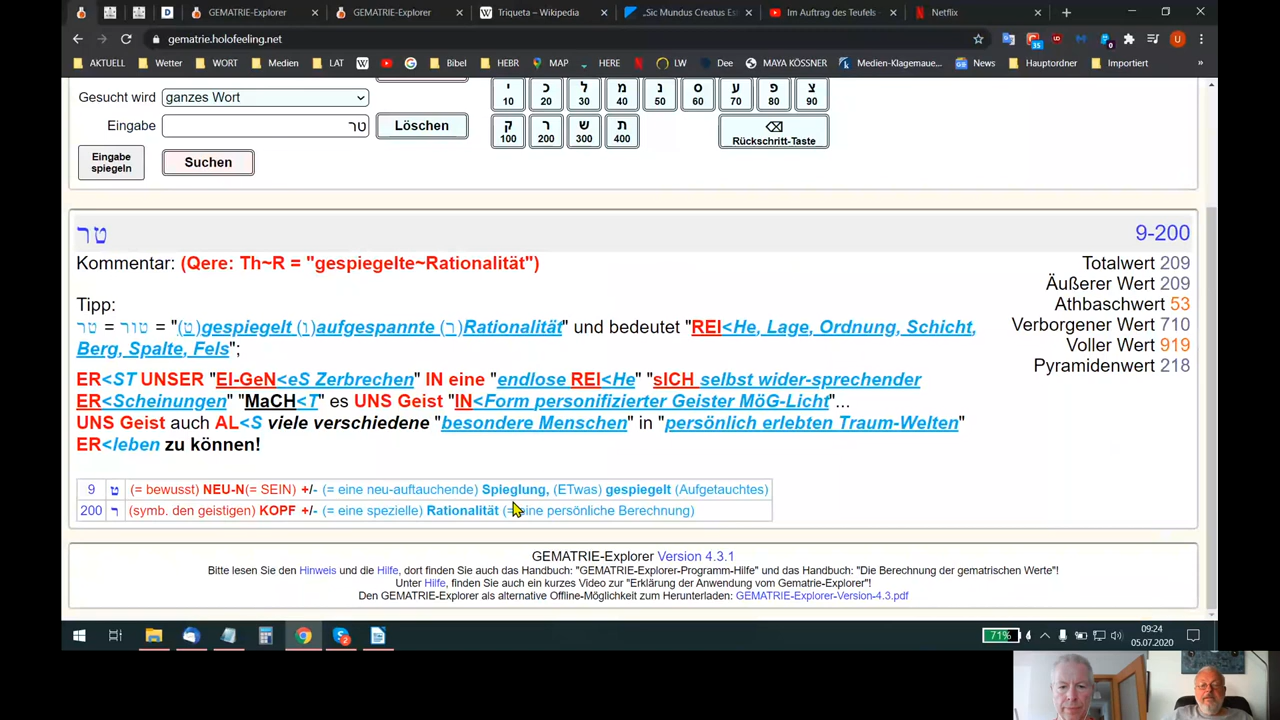 GEMATRIE-Explorer
GEMATRIE-Explorer
Triqueta – Wikipedia
„Sic Mundus Creatus Es
Im Auftrag des Teufels
Netflix
gematrie.holofeeling.net
AKTUELL
Wetter
WORT
Medien
LAT
Bibel
HEBR
MAP
HERE
LW
Dee
MAYA KÖSSNER
Medien-Klagemaue...
News
Hauptordner
Importiert
Gesucht wird ganzes Wort
Eingabe טר Löschen
Eingabe spiegeln
Suchen
י כ ל מ נ ס ע פ צ
10 20 30 40 50 60 70 80 90
ק ר ש ת
100 200 300 400
Rückschritt-Taste
טר 9-200
Kommentar: (Qere: Th~R = "gespiegelte~Rationalität")
Totalwert 209
Äußerer Wert 209
Athbaschwert 53
Verborgener Wert 710
Voller Wert 919
Pyramidenwert 218
Tipp:
טר = טור = "(ט)gespiegelt (ו)aufgespannte (ר)Rationalität" und bedeutet "REI<He, Lage, Ordnung, Schicht,
Berg, Spalte, Fels";
ER<ST UNSER "EI-GeN<eS Zerbrechen" IN eine "endlose REI<He" "sICH selbst wider-sprechender
ER<Scheinungen" "MaCH<T" es UNS Geist "IN<Form personifizierter Geister MöG-Licht"...
UNS Geist auch AL<S viele verschiedene "besondere Menschen" in "persönlich erlebten Traum-Welten"
ER<leben zu können!
9 ט (= bewusst) NEU-N(= SEIN) +/- (= eine neu-auftauchende) Spieglung, (ETwas) gespiegelt (Aufgetauchtes)
200 ר (symb. den geistigen) KOPF +/- (= eine spezielle) Rationalität (= eine persönliche Berechnung)
GEMATRIE-Explorer Version 4.3.1
Bitte lesen Sie den Hinweis und die Hilfe, dort finden Sie auch das Handbuch: "GEMATRIE-Explorer-Programm-Hilfe" und das Handbuch: "Die Berechnung der gematrischen Werte"!
Unter Hilfe, finden Sie auch ein kurzes Video zur "Erklärung der Anwendung vom Gematrie-Explorer"!
Den GEMATRIE-Explorer als alternative Offline-Möglichkeit zum Herunterladen: GEMATRIE-Explorer-Version-4.3.pdf
71%
09:24
05.07.2020